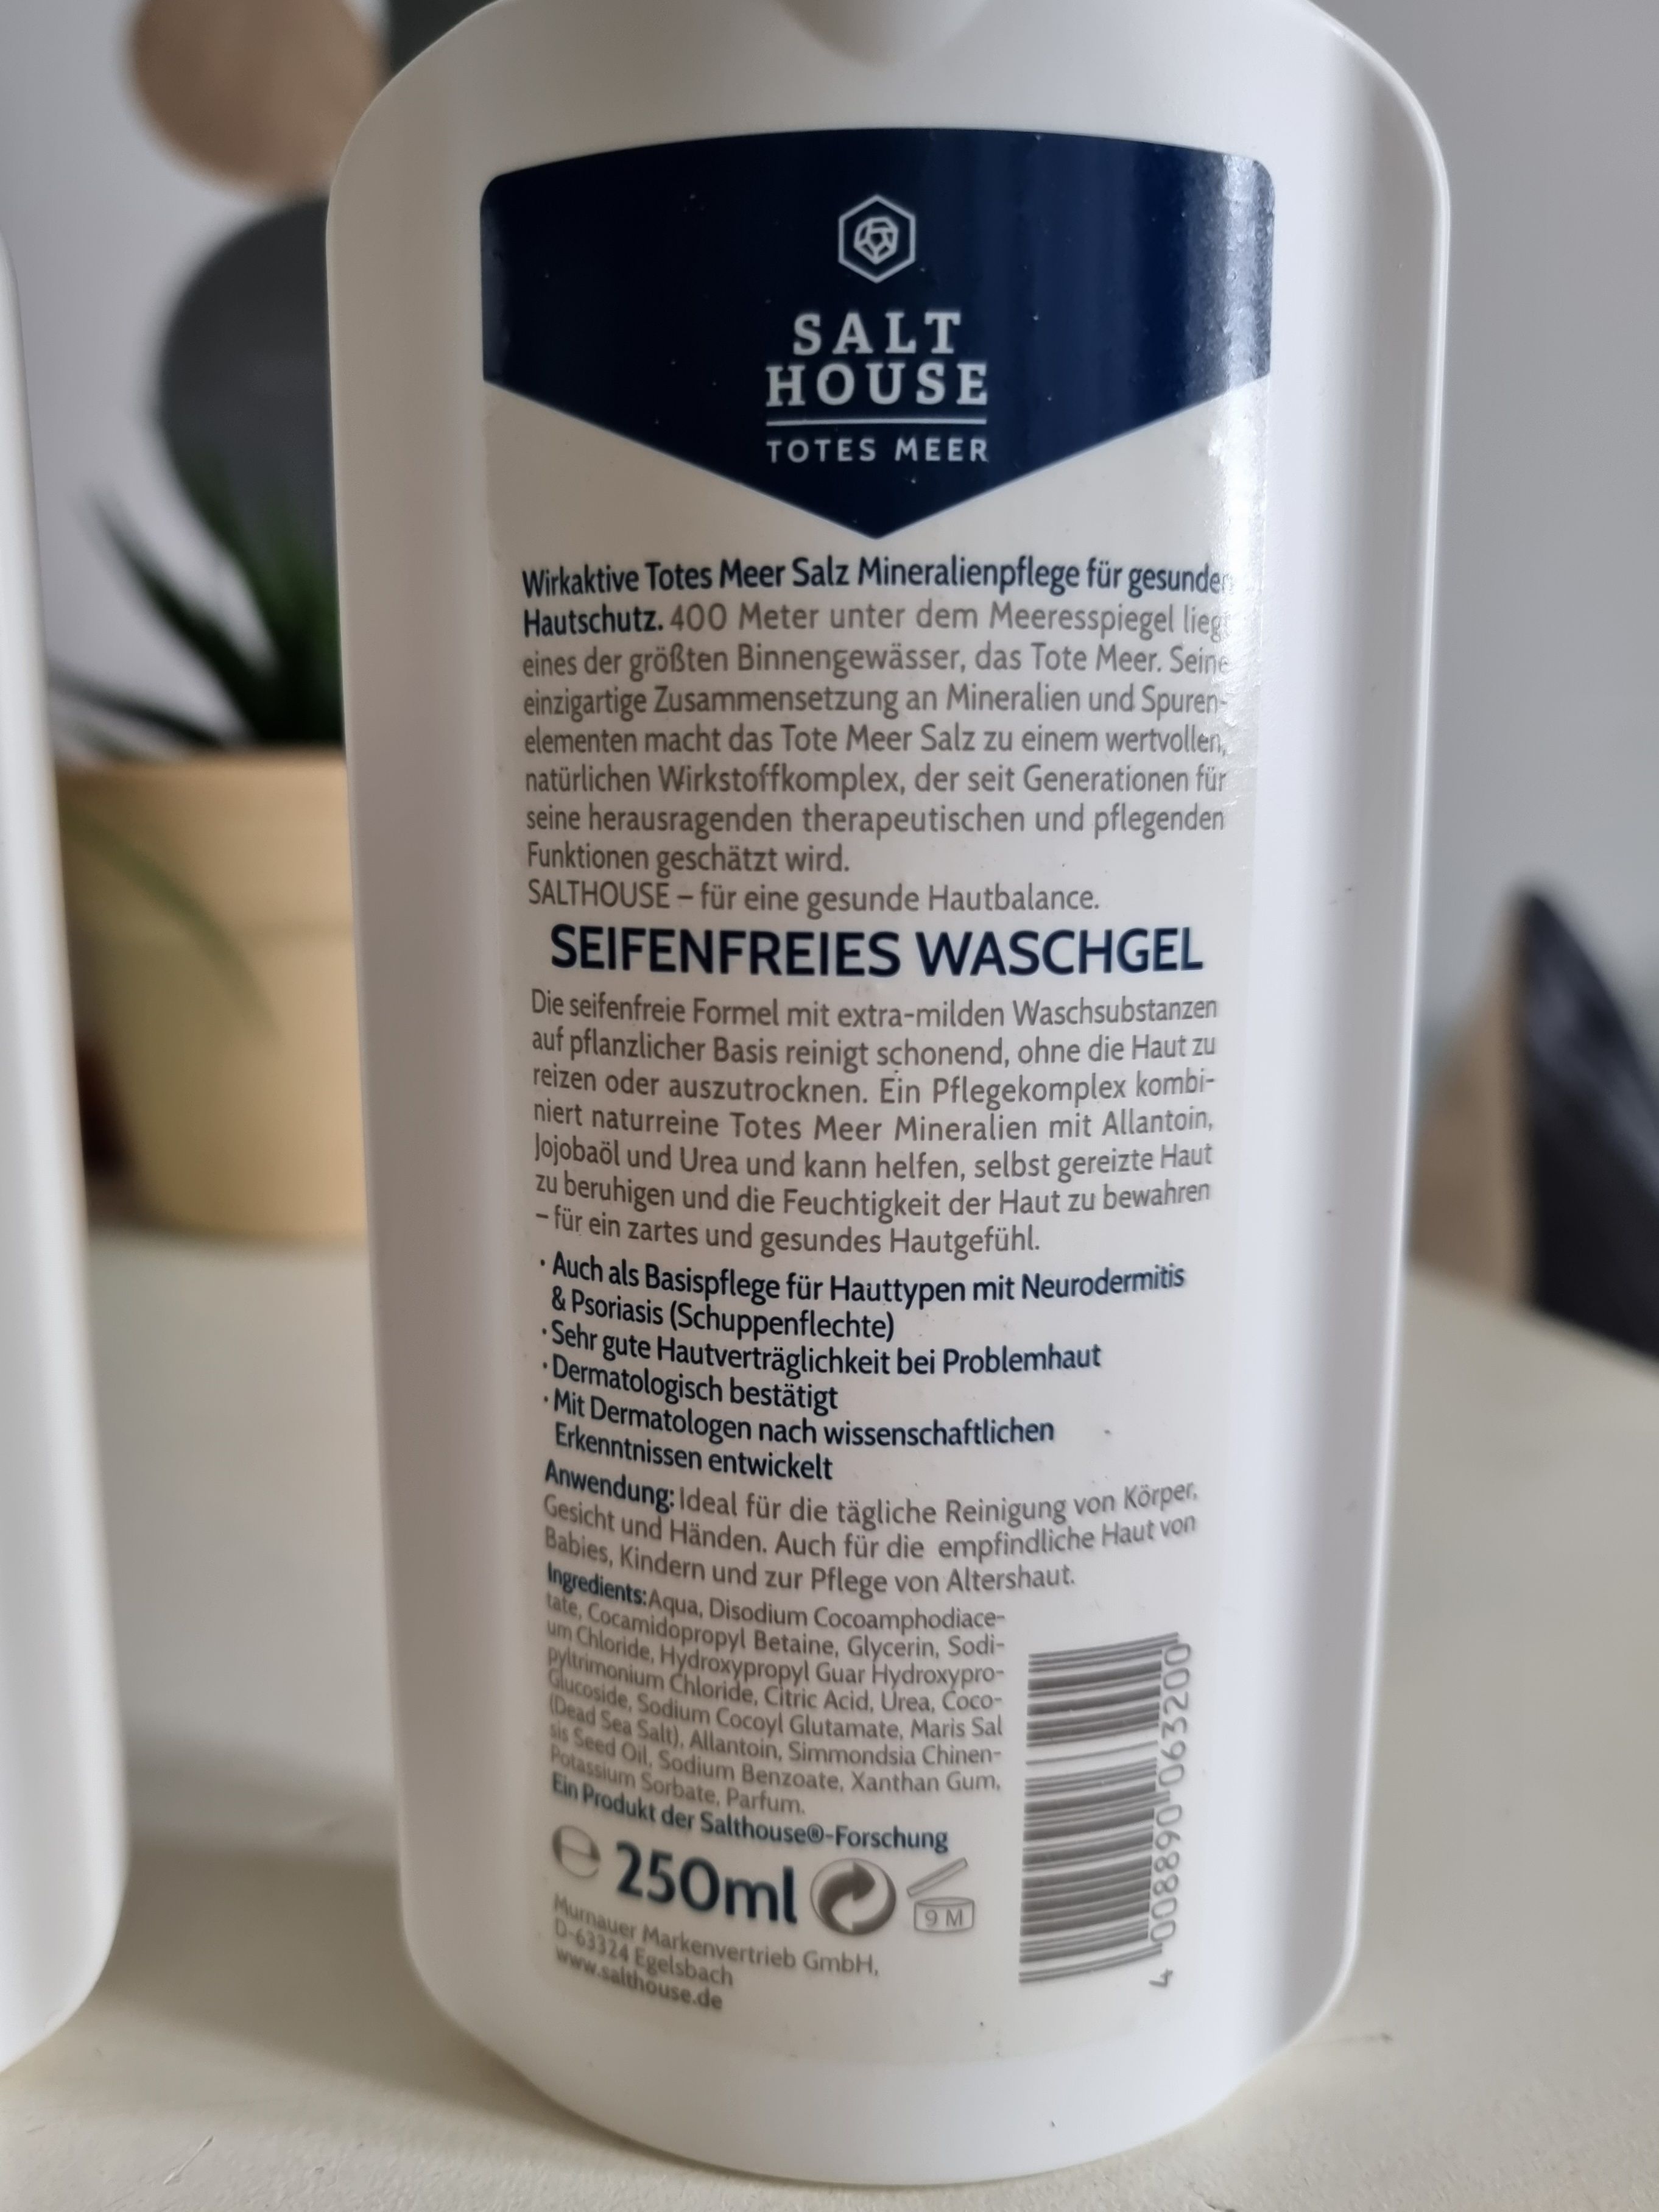 SALT
HOUSE
TOTES MEER
Wirkaktive Totes Meer Salz Mineralienpflege für gesunden
Hautschutz. 400 Meter unter dem Meeresspiegel liegt
eines der größten Binnengewässer, das Tote Meer. Seine
einzigartige Zusammensetzung an Mineralien und Spuren-
elementen macht das Tote Meer Salz zu einem wertvollen,
natürlichen Wirkstoffkomplex, der seit Generationen für
seine herausragenden therapeutischen und pflegenden
Funktionen geschätzt wird.
SALTHOUSE – für eine gesunde Hautbalance.
SEIFENFREIES WASCHGEL
Die seifenfreie Formel mit extra-milden Waschsubstanzen
auf pflanzlicher Basis reinigt schonend, ohne die Haut zu
reizen oder auszutrocknen. Ein Pflegekomplex kombi-
niert naturreine Totes Meer Mineralien mit Allantoin,
Jojobaöl und Urea und kann helfen, selbst gereizte Haut
zu beruhigen und die Feuchtigkeit der Haut zu bewahren
– für ein zartes und gesundes Hautgefühl.
· Auch als Basispflege für Hauttypen mit Neurodermitis
& Psoriasis (Schuppenflechte)
· Sehr gute Hautverträglichkeit bei Problemhaut
· Dermatologisch bestätigt
· Mit Dermatologen nach wissenschaftlichen
Erkenntnissen entwickelt
Anwendung: Ideal für die tägliche Reinigung von Körper,
Gesicht und Händen. Auch für die empfindliche Haut von
Babies, Kindern und zur Pflege von Altershaut.
Ingredients: Aqua, Disodium Cocoamphodiace-
tate, Cocamidopropyl Betaine, Glycerin, Sodi-
um Chloride, Hydroxypropyl Guar Hydroxypro-
pyltrimonium Chloride, Citric Acid, Urea, Coco-
Glucoside, Sodium Cocoyl Glutamate, Maris Sal
(Dead Sea Salt), Allantoin, Simmondsia Chinen-
sis Seed Oil, Sodium Benzoate, Xanthan Gum,
Potassium Sorbate, Parfum.
Ein Produkt der Salthouse®-Forschung
℮ 250ml
9 M
Murnauer Markenvertrieb GmbH,
D-63324 Egelsbach
www.salthouse.de
4 008890 063200